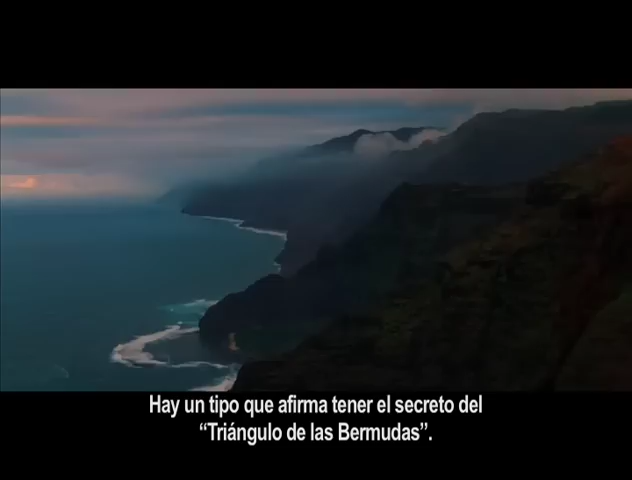 Hay un tipo que afirma tener el secreto del
“Triángulo de las Bermudas”.